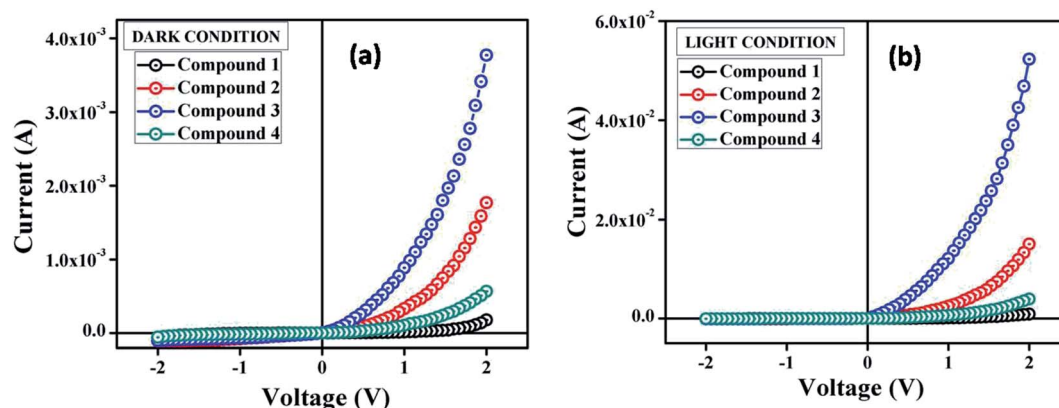 DARK CONDITION
Compound 1
Compound 2
Compound 3
Compound 4
(a)
4.0x10⁻³
3.0x10⁻³
2.0x10⁻³
1.0x10⁻³
0.0
Current (A)
-2 -1 0 1 2
Voltage (V)
LIGHT CONDITION
Compound 1
Compound 2
Compound 3
Compound 4
(b)
6.0x10⁻²
4.0x10⁻²
2.0x10⁻²
0.0
Current (A)
-2 -1 0 1 2
Voltage (V)